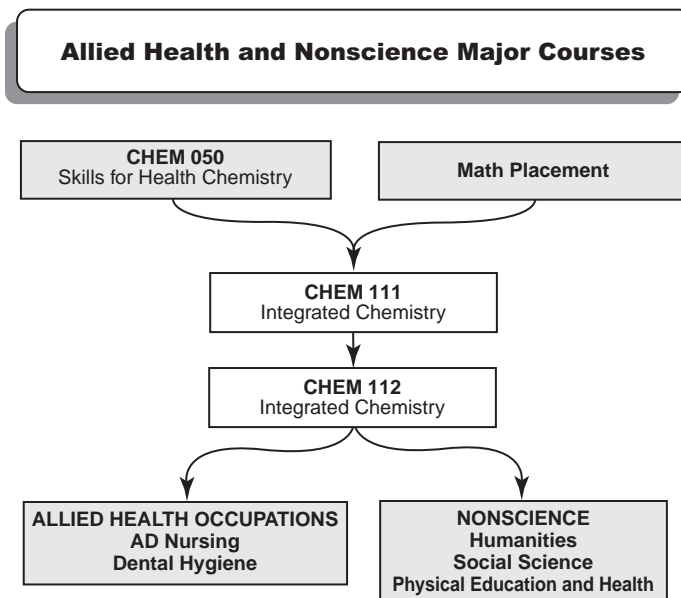 Allied Health and Nonscience Major Courses
CHEM 050
Skills for Health Chemistry
Math Placement
CHEM 111
Integrated Chemistry
CHEM 112
Integrated Chemistry
ALLIED HEALTH OCCUPATIONS
AD Nursing
Dental Hygiene
NONSCIENCE
Humanities
Social Science
Physical Education and Health